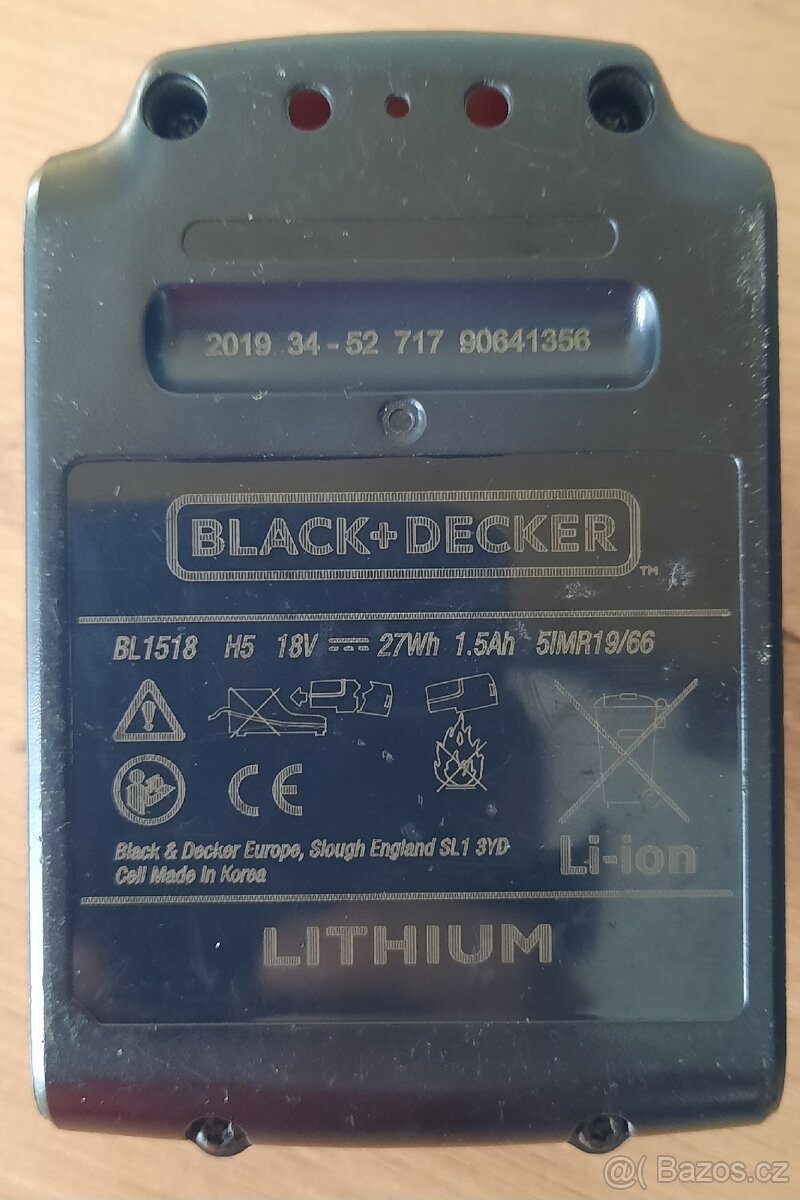 2019 34-52 717 90641356
BLACK+DECKER
™
BL1518 H5 18V 27Wh 1.5Ah 5IMR19/66
CE
Black & Decker Europe, Slough England SL1 3YD
Cell Made In Korea
Li-ion
LITHIUM
@( Bazos.cz